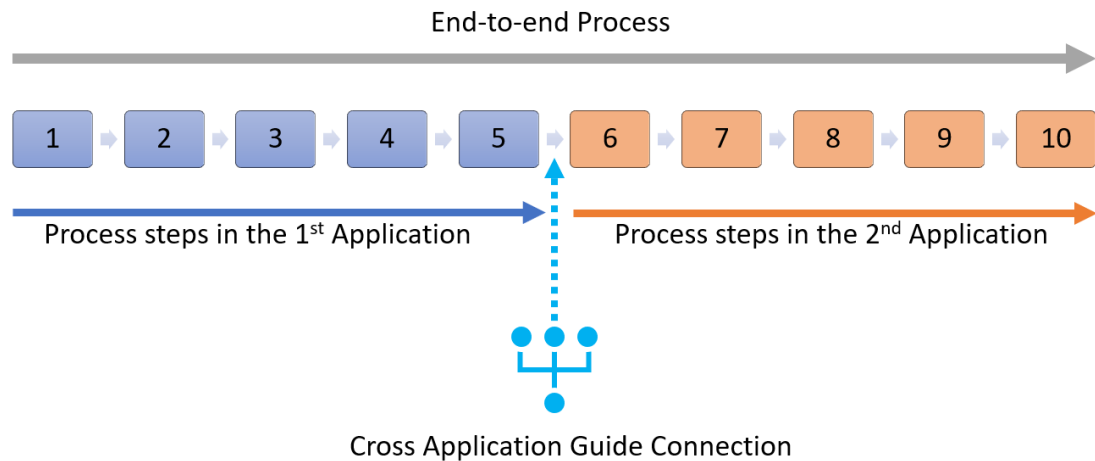 End-to-end Process
1 2 3 4 5 6 7 8 9 10
Process steps in the 1st Application
Process steps in the 2nd Application
Cross Application Guide Connection